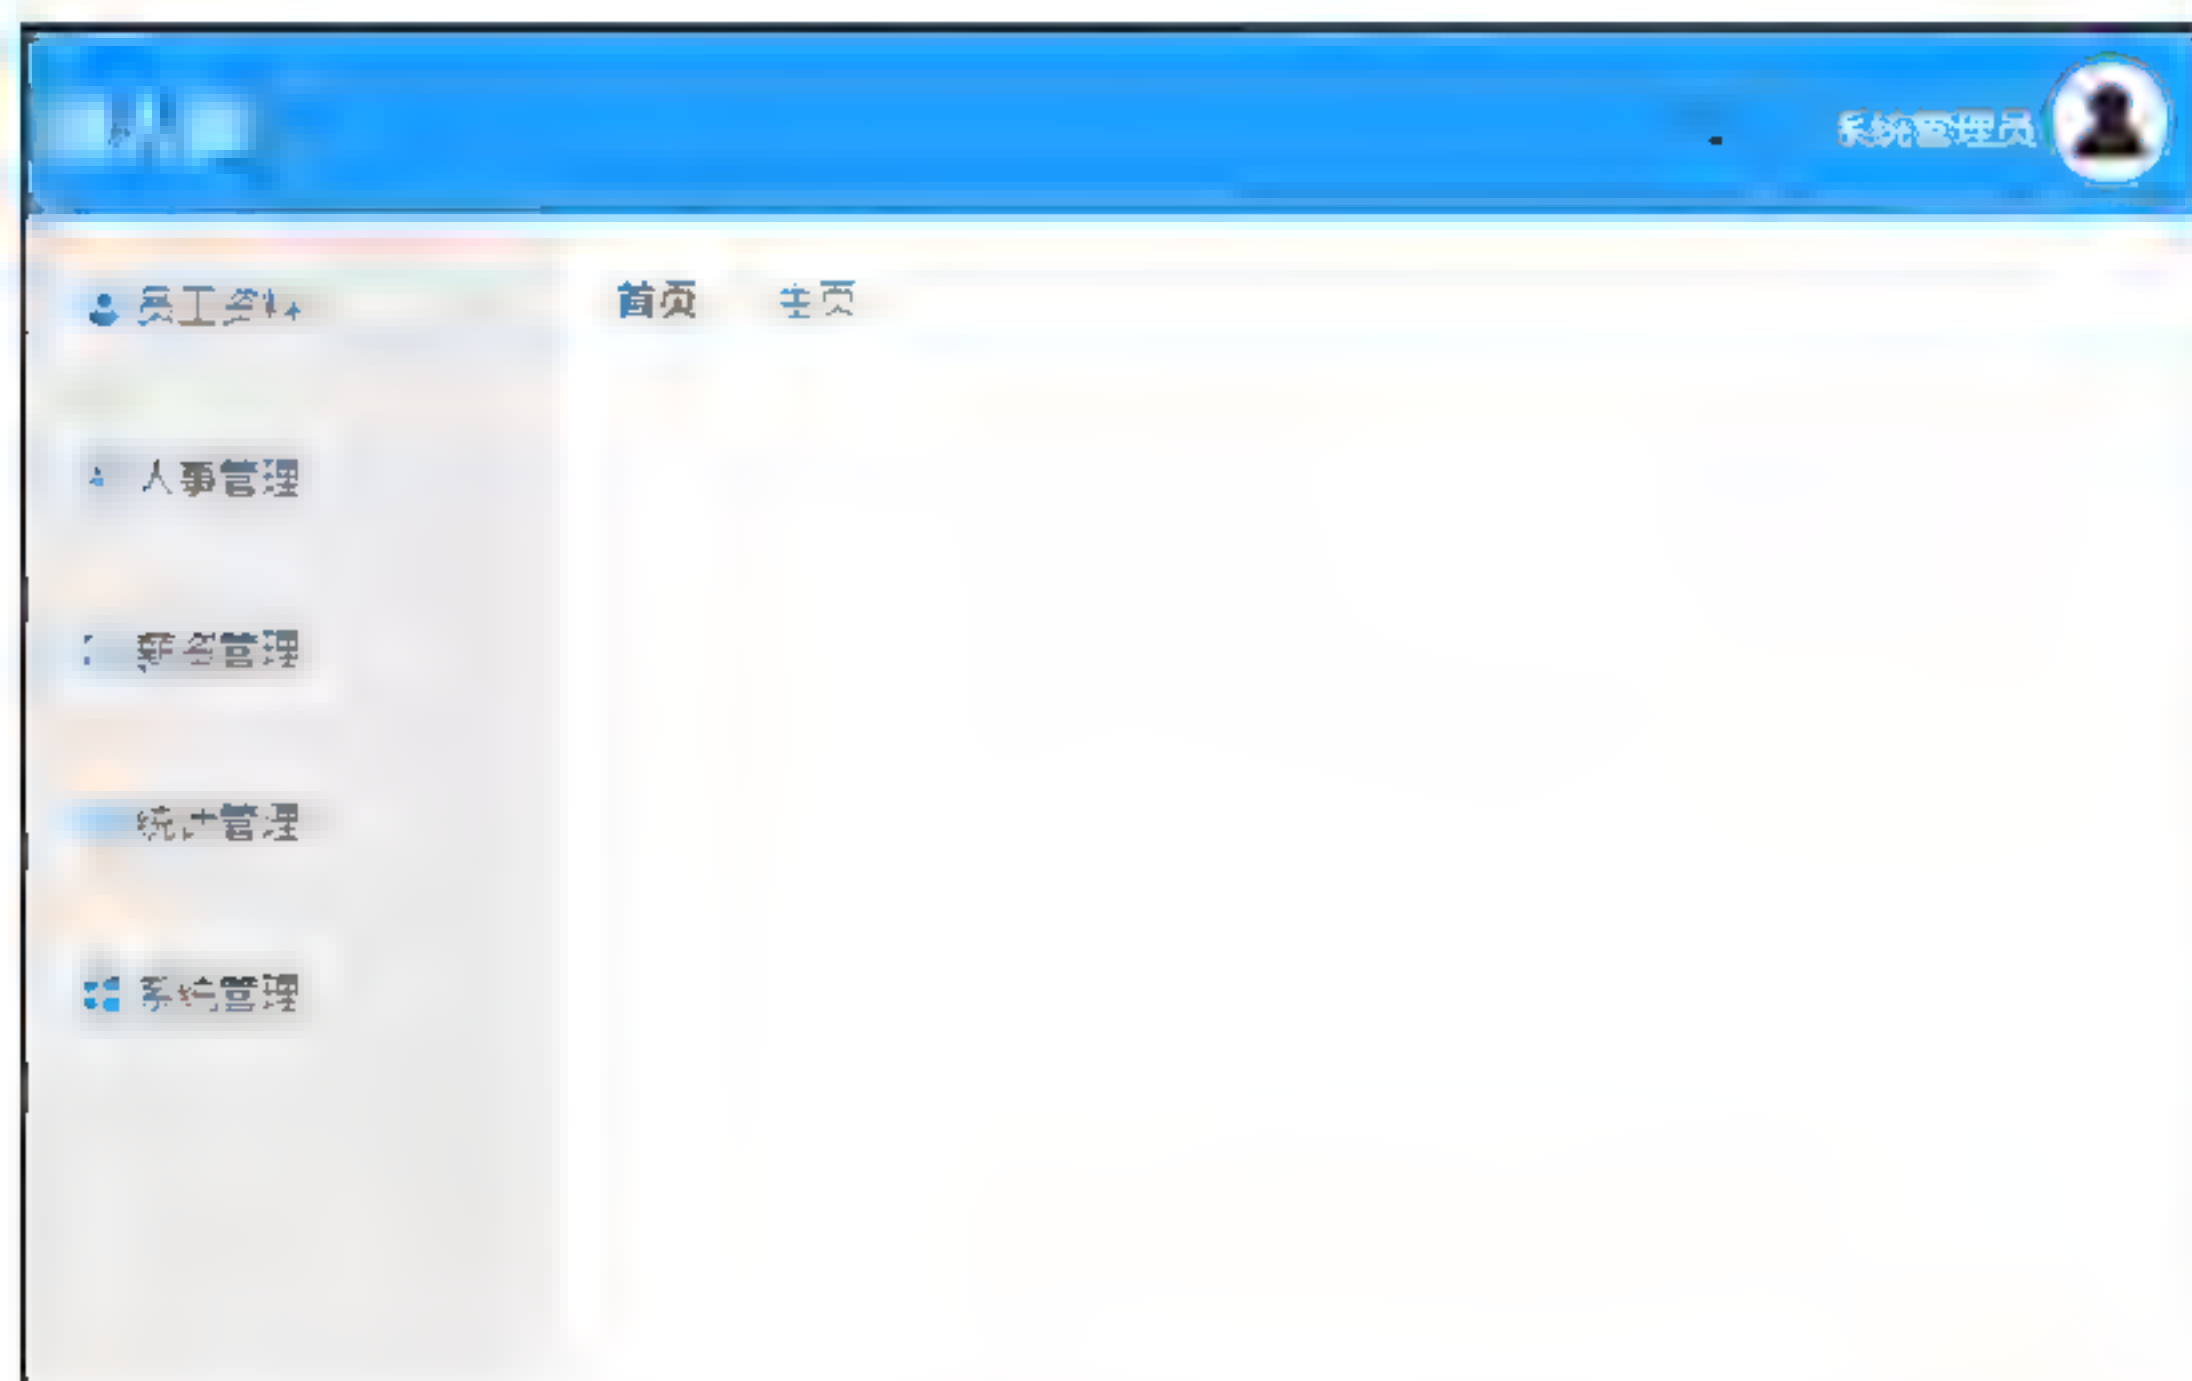 系统管理员
员工资料
首页 主页
人事管理
薪资管理
统计管理
系统管理